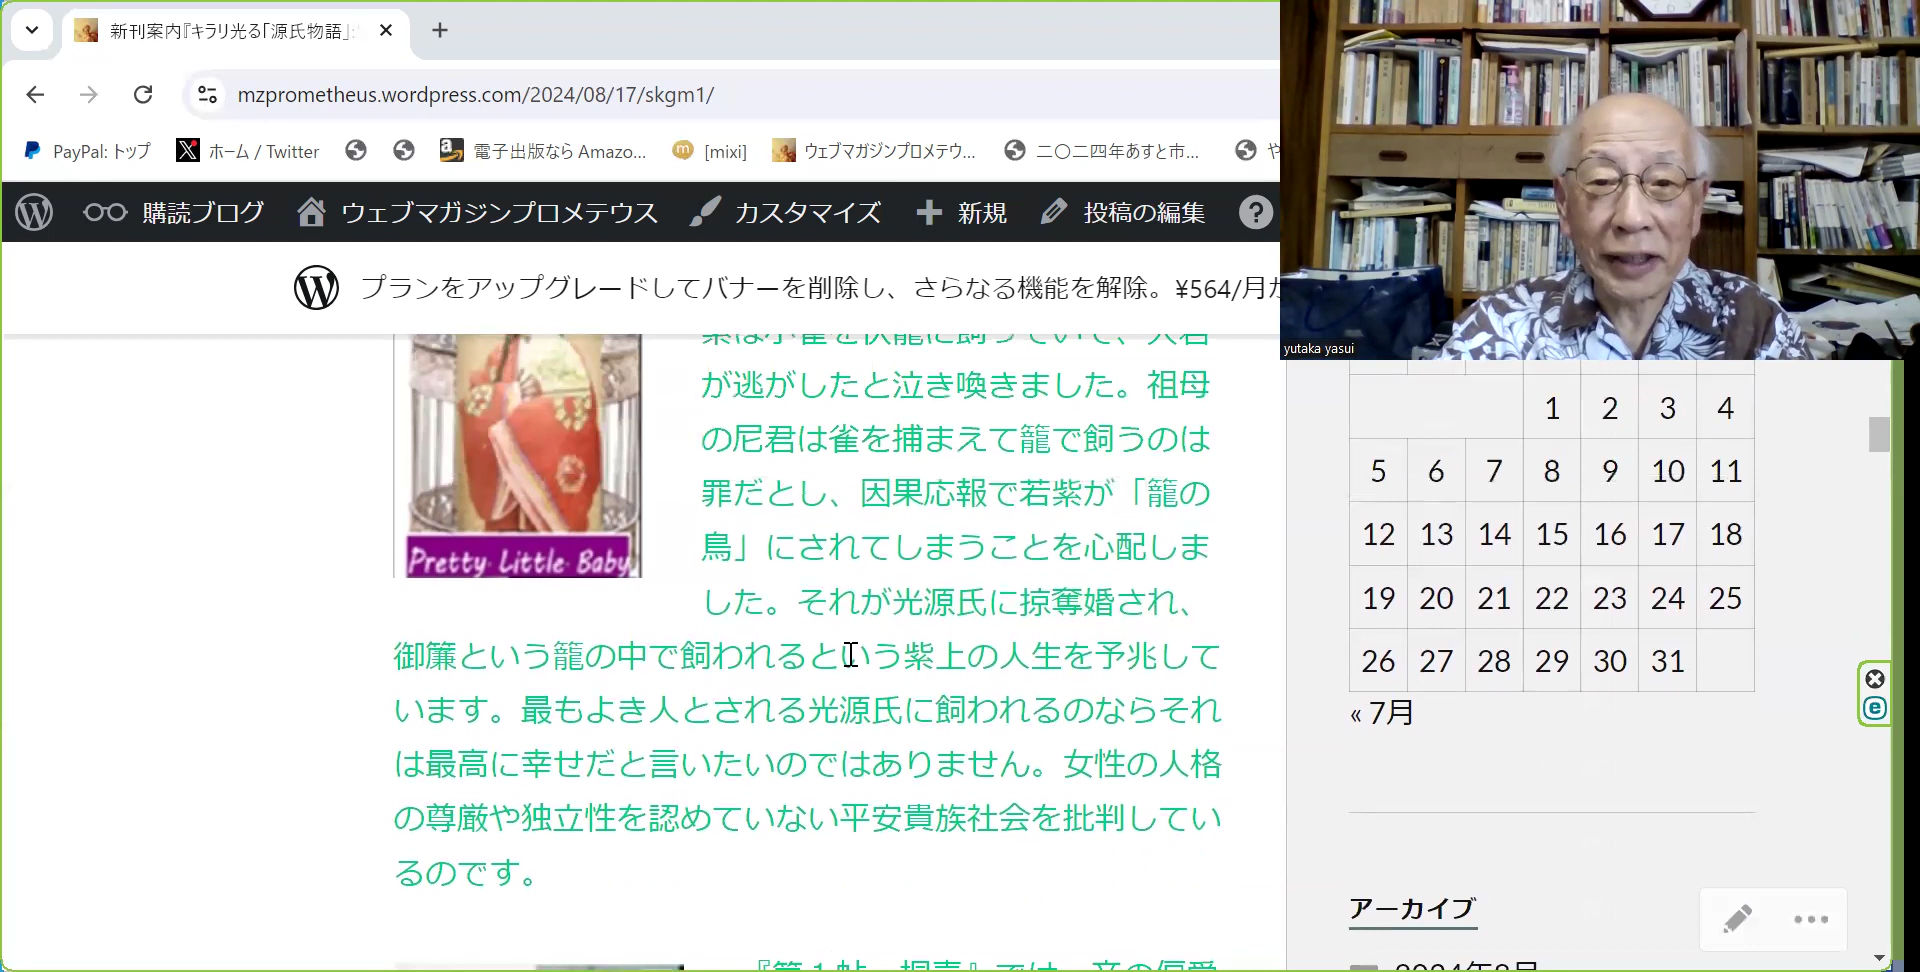 新刊案内『キラリ光る「源氏物語」
mzprometheus.wordpress.com/2024/08/17/skgm1/
PayPal: トップ
ホーム / Twitter
電子出版なら Amazo...
[mixi]
ウェブマガジンプロメテウ...
二〇二四年あすと市...
購読ブログ
ウェブマガジンプロメテウス
カスタマイズ
新規
投稿の編集
プランをアップグレードしてバナーを削除し、さらなる機能を解除。¥564/月
yutaka yasui
が逃がしたと泣き喚きました。祖母
の尼君は雀を捕まえて籠で飼うのは
罪だとし、因果応報で若紫が「籠の
鳥」にされてしまうことを心配しま
した。それが光源氏に掠奪婚され、
御簾という籠の中で飼われるという紫上の人生を予兆して
います。最もよき人とされる光源氏に飼われるのならそれ
は最高に幸せだと言いたいのではありません。女性の人格
の尊厳や独立性を認めていない平安貴族社会を批判してい
るのです。
Pretty Little Baby
1 2 3 4
5 6 7 8 9 10 11
12 13 14 15 16 17 18
19 20 21 22 23 24 25
26 27 28 29 30 31
« 7月
アーカイブ